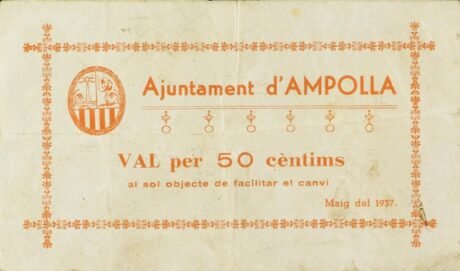 Ajuntament d'AMPOLLA
VAL per 50 cèntims
al sol objecte de facilitar el canvi
Maig del 1937.